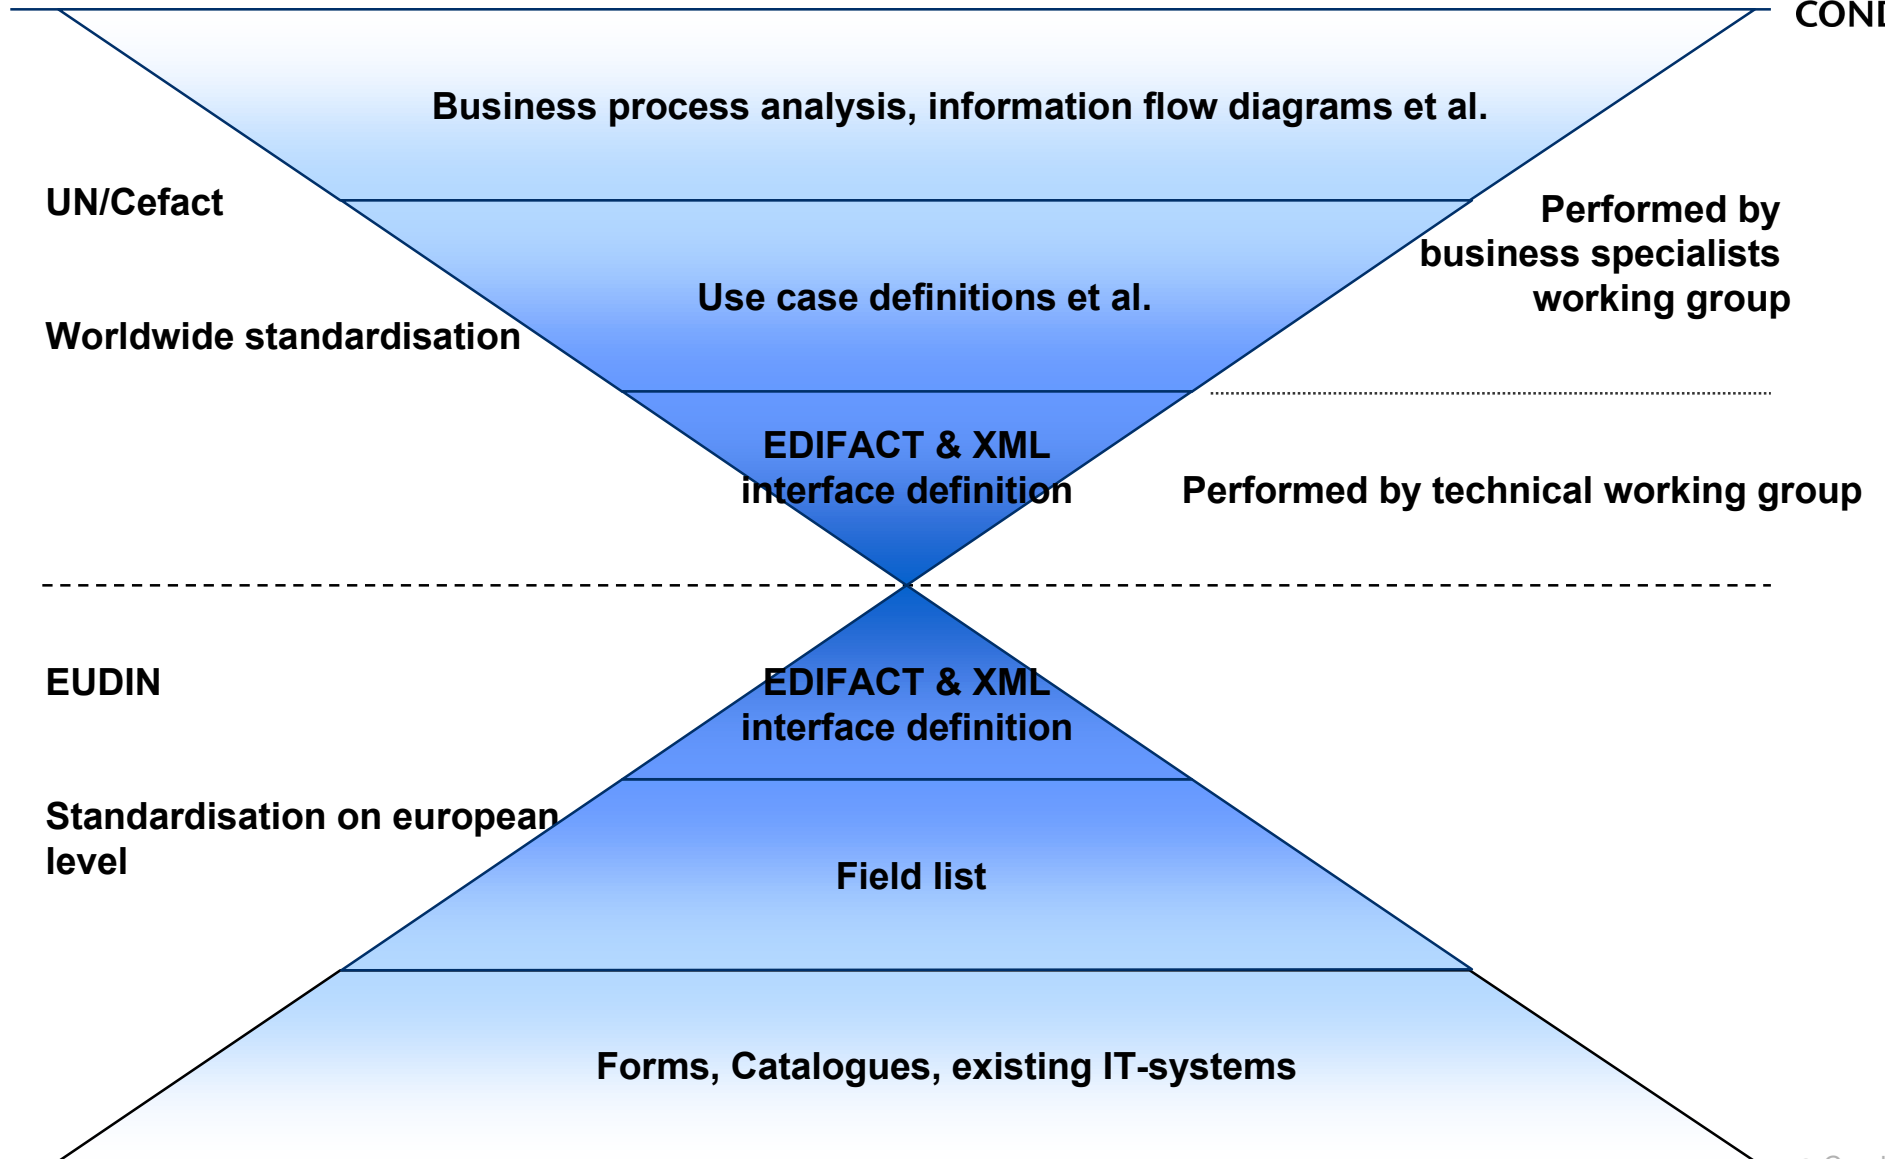 Business process analysis, information flow diagrams et al.
UN/Cefact
Performed by
business specialists
working group
Use case definitions et al.
Worldwide standardisation
EDIFACT & XML
interface definition
Performed by technical working group
EUDIN
EDIFACT & XML
interface definition
Standardisation on european
level
Field list
Forms, Catalogues, existing IT-systems